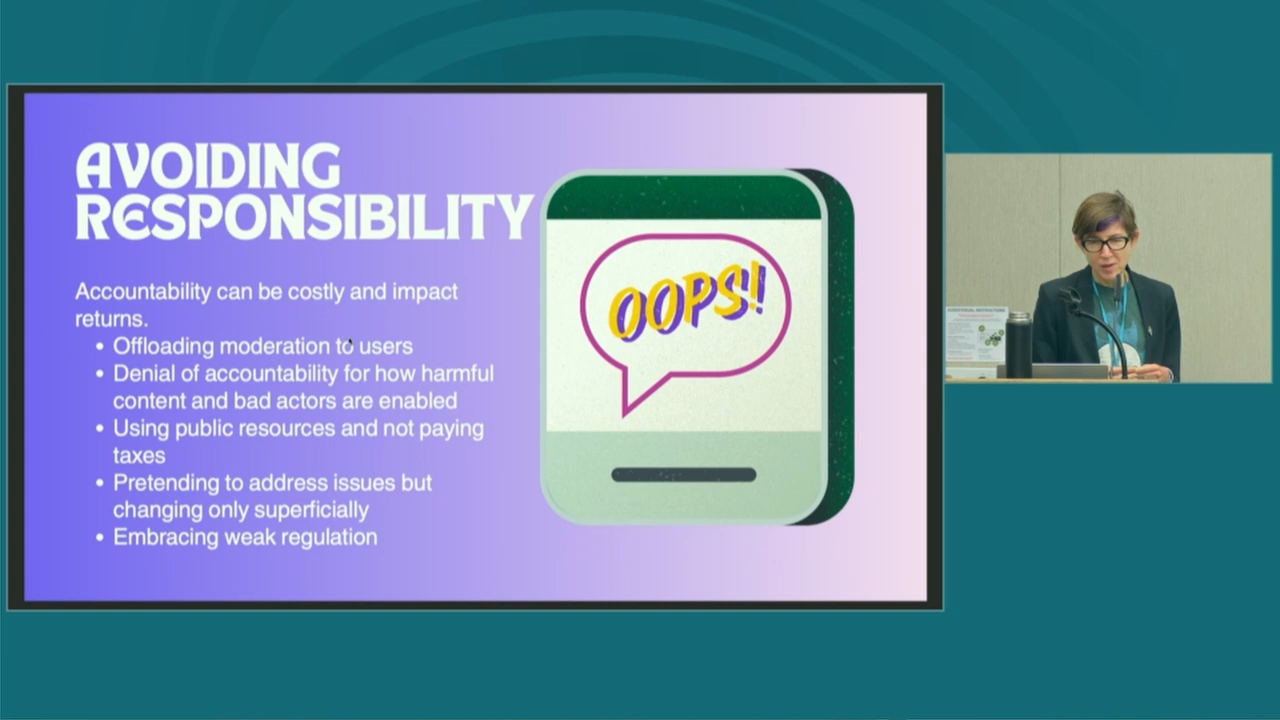 AVOIDING
RESPONSIBILITY
Accountability can be costly and impact
returns.
• Offloading moderation to users
• Denial of accountability for how harmful
content and bad actors are enabled
• Using public resources and not paying
taxes
• Pretending to address issues but
changing only superficially
• Embracing weak regulation
OOPS!
AUDIOVISUAL INSTRUCTIONS